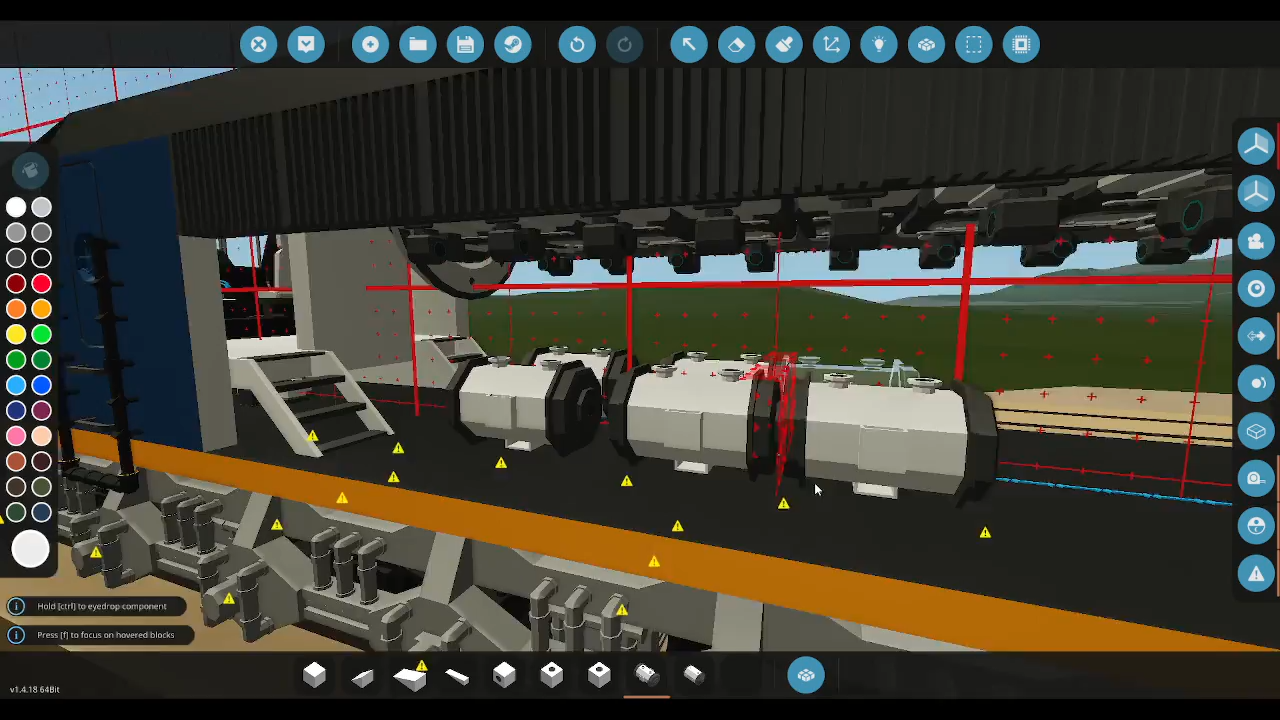 Hold [ctrl] to eyedrop component
Press [f] to focus on hovered blocks
v1.4.18 64Bit